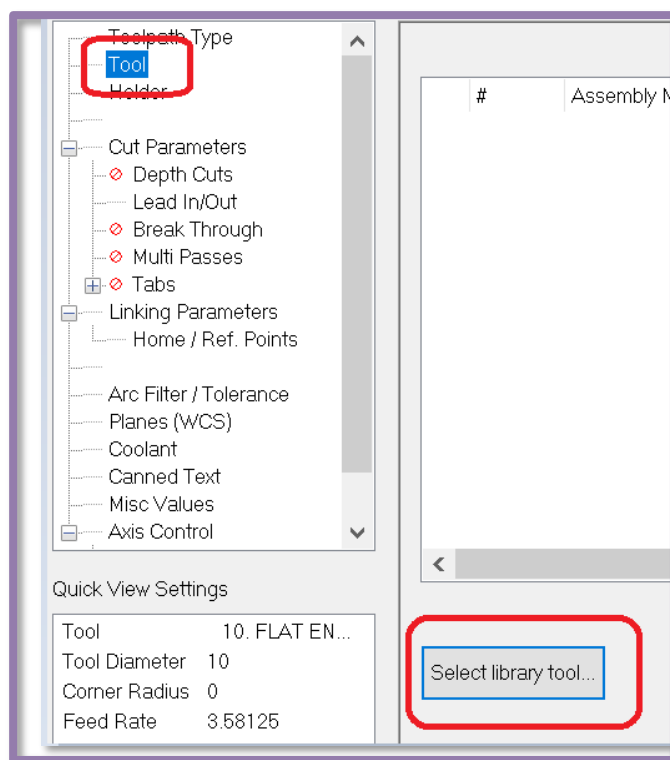 Toolpath Type
Tool
Holder
Cut Parameters
Depth Cuts
Lead In/Out
Break Through
Multi Passes
Tabs
Linking Parameters
Home / Ref. Points
Arc Filter / Tolerance
Planes (WCS)
Coolant
Canned Text
Misc Values
Axis Control
# Assembly
Quick View Settings
Tool 10. FLAT EN...
Tool Diameter 10
Corner Radius 0
Feed Rate 3.58125
Select library tool...